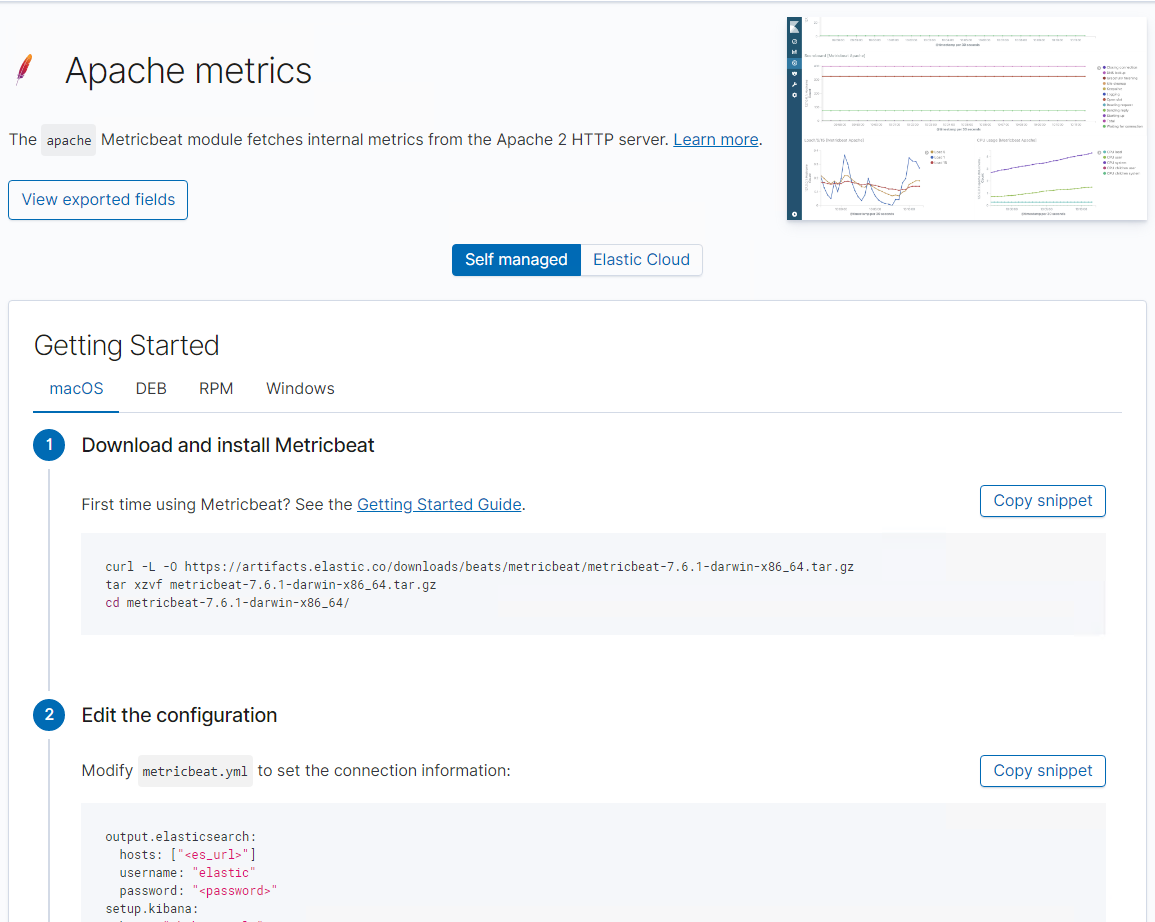 Apache metrics
The apache Metricbeat module fetches internal metrics from the Apache 2 HTTP server. Learn more.
View exported fields
Self managed Elastic Cloud
Getting Started
macOS DEB RPM Windows
1 Download and install Metricbeat
First time using Metricbeat? See the Getting Started Guide.
Copy snippet
curl -L -O https://artifacts.elastic.co/downloads/beats/metricbeat/metricbeat-7.6.1-darwin-x86_64.tar.gz
tar xzvf metricbeat-7.6.1-darwin-x86_64.tar.gz
cd metricbeat-7.6.1-darwin-x86_64/
2 Edit the configuration
Modify metricbeat.yml to set the connection information:
Copy snippet
output.elasticsearch:
hosts: ["<es_url>"]
username: "elastic"
password: "<password>"
setup.kibana: